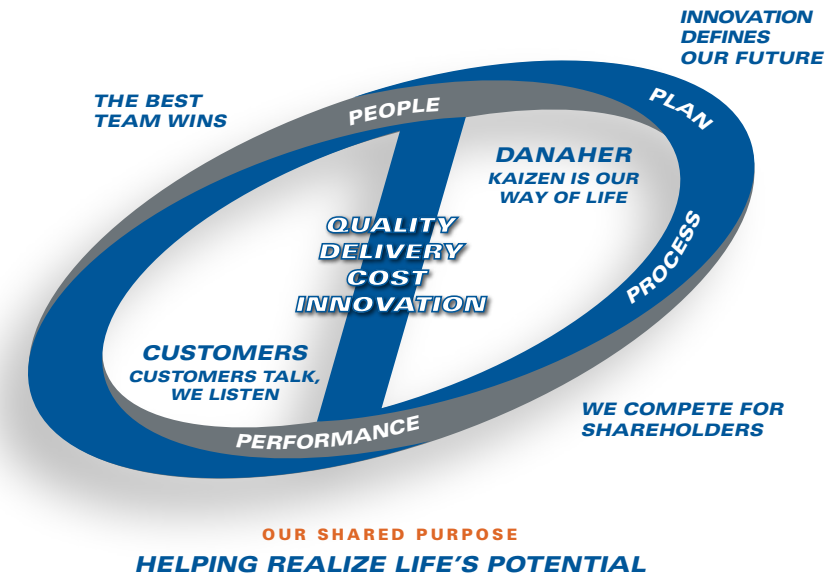 INNOVATION
DEFINES
OUR FUTURE
THE BEST
TEAM WINS
PEOPLE
PLAN
DANAHER
KAIZEN IS OUR
WAY OF LIFE
PROCESS
QUALITY
DELIVERY
COST
INNOVATION
CUSTOMERS
CUSTOMERS TALK,
WE LISTEN
PERFORMANCE
WE COMPETE FOR
SHAREHOLDERS
OUR SHARED PURPOSE
HELPING REALIZE LIFE'S POTENTIAL